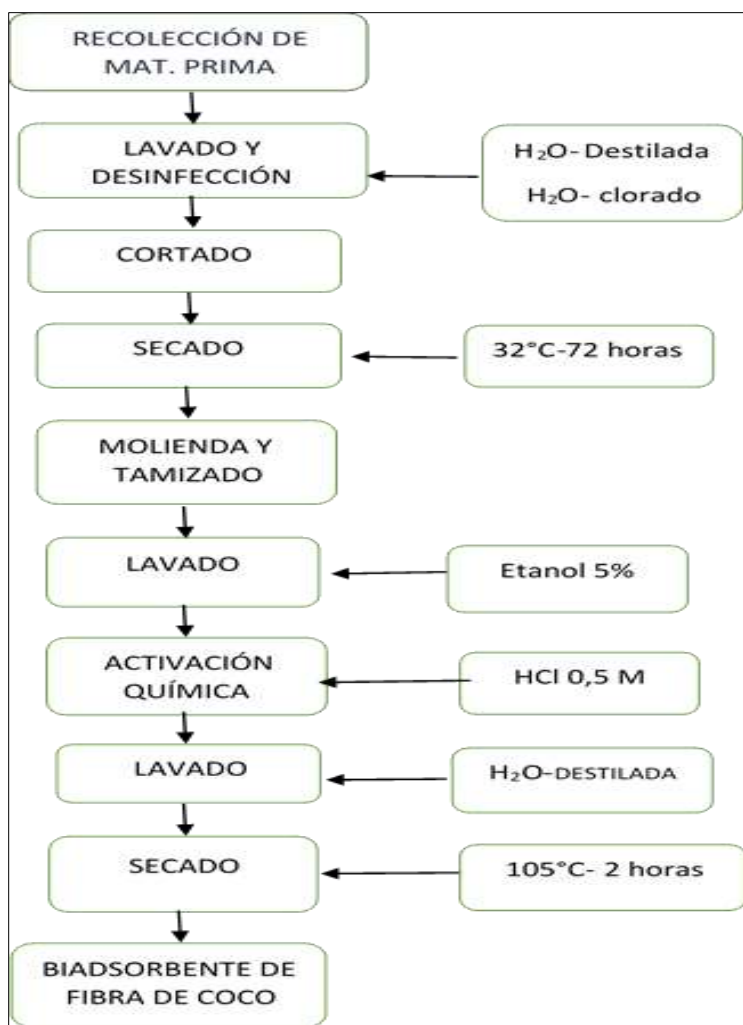 RECOLECCIÓN DE
MAT. PRIMA
LAVADO Y
DESINFECCIÓN
H₂O-Destilada
H₂O- clorado
CORTADO
SECADO
32°C-72 horas
MOLIENDA Y
TAMIZADO
LAVADO
Etanol 5%
ACTIVACIÓN
QUÍMICA
HCl 0,5 M
LAVADO
H₂O-DESTILADA
SECADO
105°C- 2 horas
BIADSORBENTE DE
FIBRA DE COCO